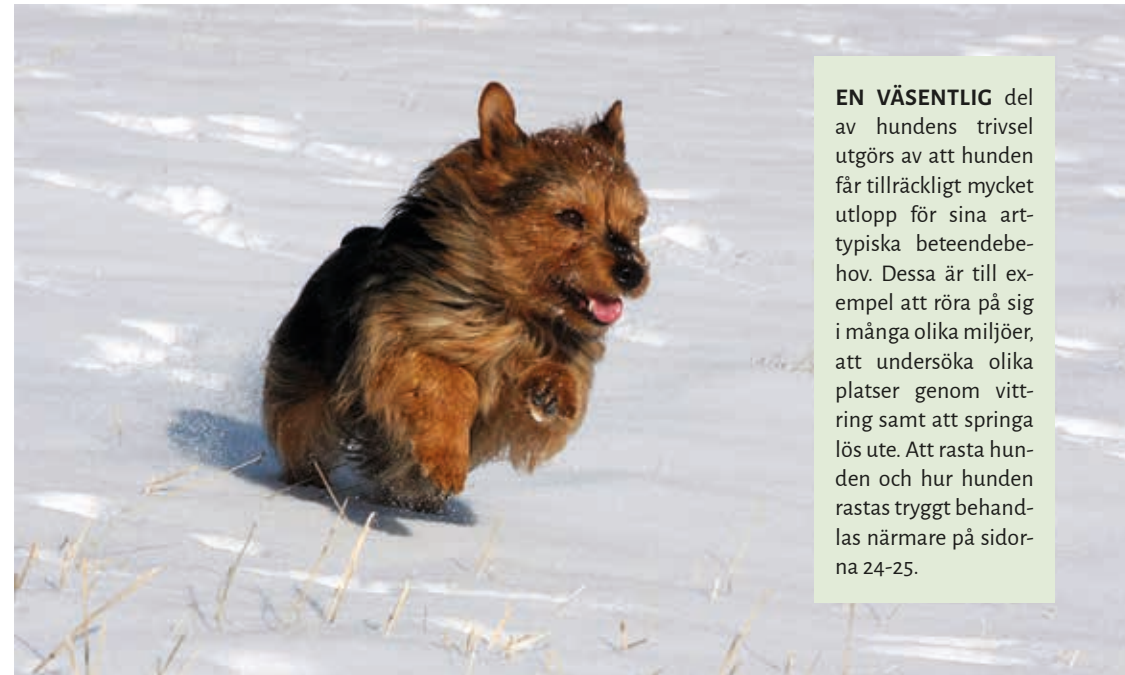 EN VÄSENTLIG del
av hundens trivsel
utgörs av att hunden
får tillräckligt mycket
utlopp för sina art-
typiska beteendebe-
hov. Dessa är till ex-
empel att röra på sig
i många olika miljöer,
att undersöka olika
platser genom vitt-
ring samt att springa
lös ute. Att rasta hun-
den och hur hunden
rastas tryggt behand-
las närmare på sidor-
na 24-25.